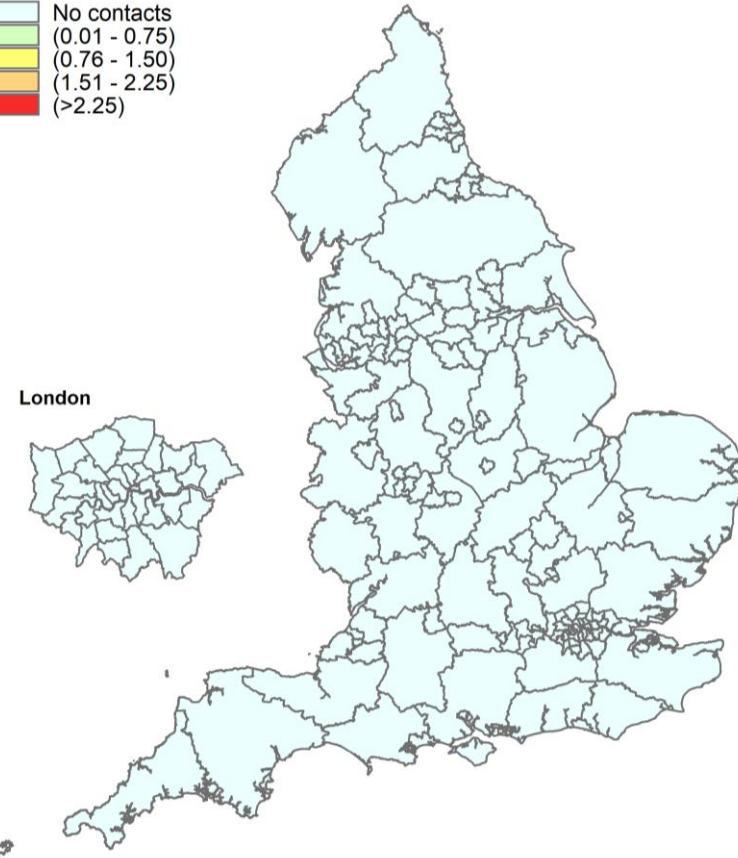 No contacts
(0.01 - 0.75)
(0.76 - 1.50)
(1.51 - 2.25)
(>2.25)
London